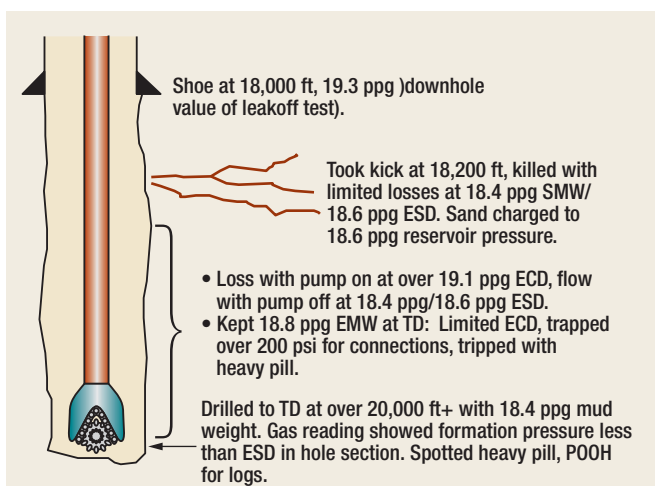 Shoe at 18,000 ft, 19.3 ppg )downhole
value of leakoff test).
Took kick at 18,200 ft, killed with
limited losses at 18.4 ppg SMW/
18.6 ppg ESD. Sand charged to
18.6 ppg reservoir pressure.
• Loss with pump on at over 19.1 ppg ECD, flow
with pump off at 18.4 ppg/18.6 ppg ESD.
• Kept 18.8 ppg EMW at TD: Limited ECD, trapped
over 200 psi for connections, tripped with
heavy pill.
Drilled to TD at over 20,000 ft+ with 18.4 ppg mud
weight. Gas reading showed formation pressure less
than ESD in hole section. Spotted heavy pill, POOH
for logs.